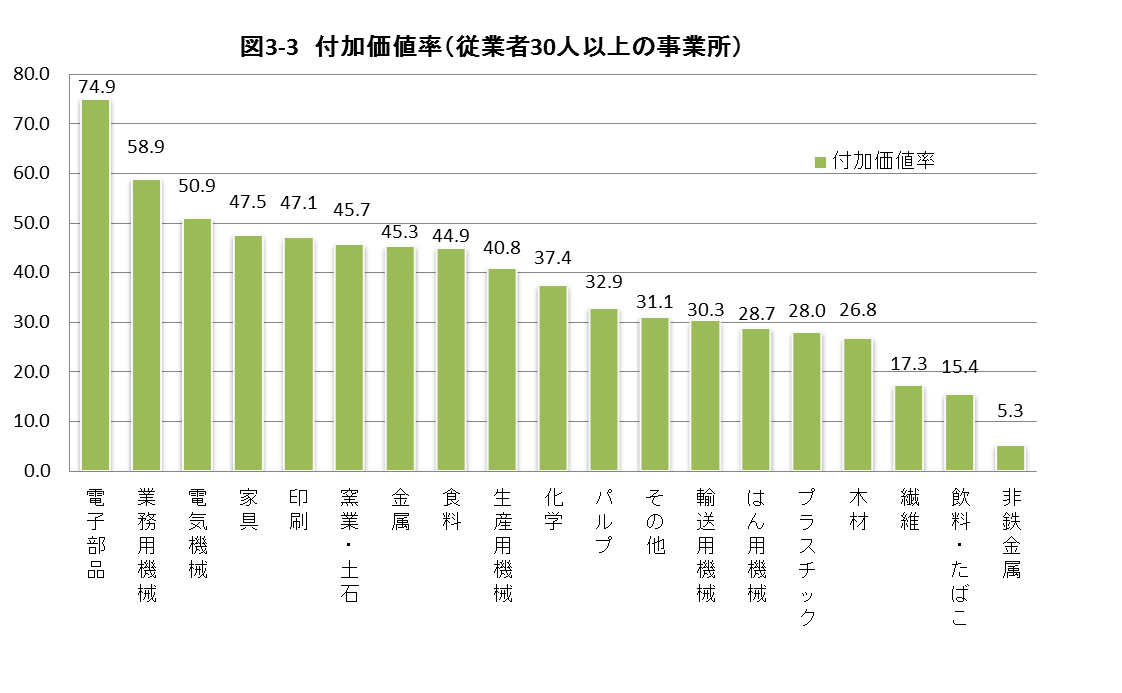 図3-3 付加価値率（従業者30人以上の事業所）
80.0
70.0
60.0
50.0
40.0
30.0
20.0
10.0
0.0
74.9
58.9
50.9
47.5
47.1
45.7
45.3
44.9
40.8
37.4
32.9
31.1
30.3
28.7
28.0
26.8
17.3
15.4
5.3
付加価値率
電子部品
業務用機械
電気機械
家具
印刷
窯業・土石
金属
食料
生産用機械
化学
パルプ
その他
輸送用機械
はん用機械
プラスチック
木材
繊維
飲料・たばこ
非鉄金属